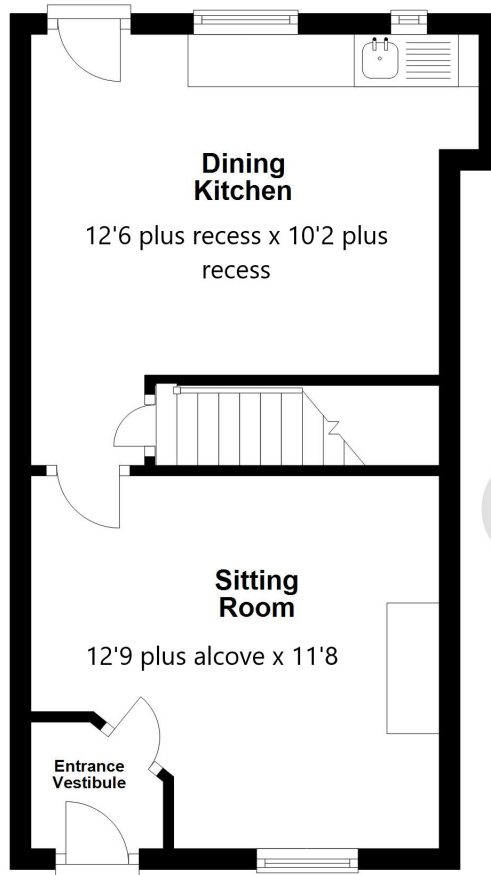 Dining
Kitchen
12'6 plus recess x 10'2 plus
recess
Sitting
Room
12'9 plus alcove x 11'8
Entrance
Vestibule